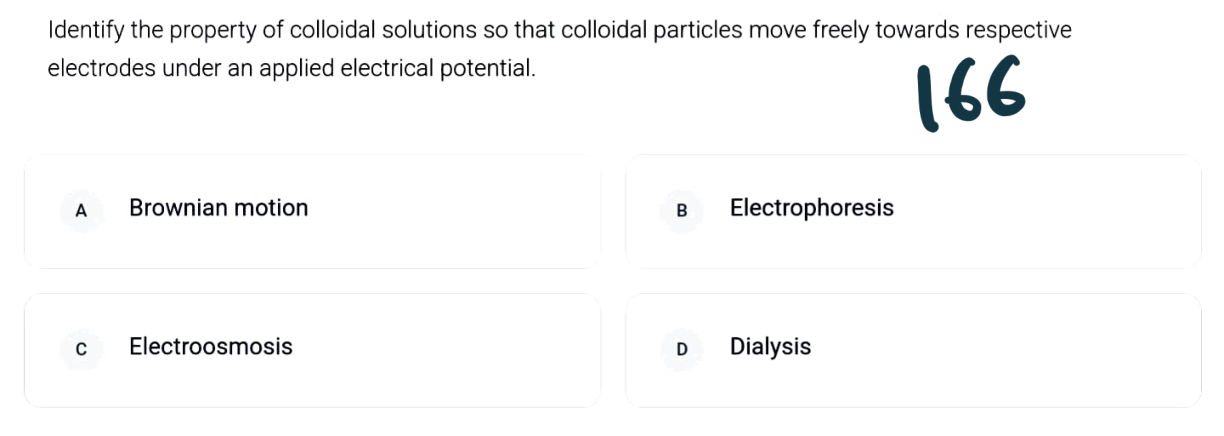 Identify the property of colloidal solutions so that colloidal particles move freely towards respective
electrodes under an applied electrical potential.
166
A Brownian motion
B Electrophoresis
C Electroosmosis
D Dialysis